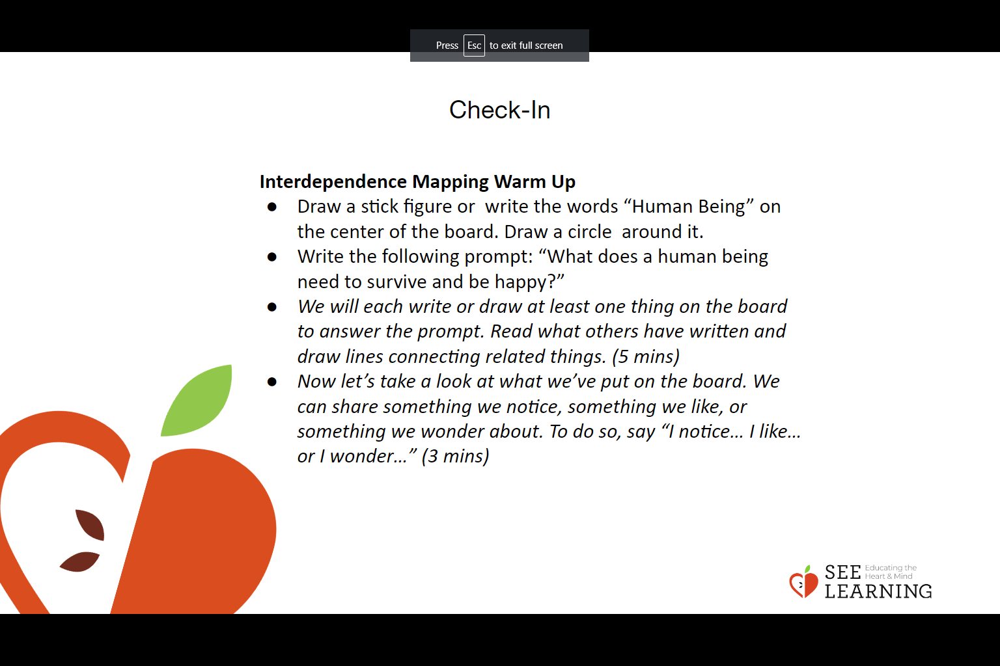 Press Esc to exit full screen
Check-In
Interdependence Mapping Warm Up
● Draw a stick figure or  write the words “Human Being” on
the center of the board. Draw a circle  around it.
● Write the following prompt: “What does a human being
need to survive and be happy?”
● We will each write or draw at least one thing on the board
to answer the prompt. Read what others have written and
draw lines connecting related things. (5 mins)
● Now let’s take a look at what we’ve put on the board. We
can share something we notice, something we like, or
something we wonder about. To do so, say “I notice… I like…
or I wonder…” (3 mins)
SEE Educating the
Heart & Mind
LEARNING